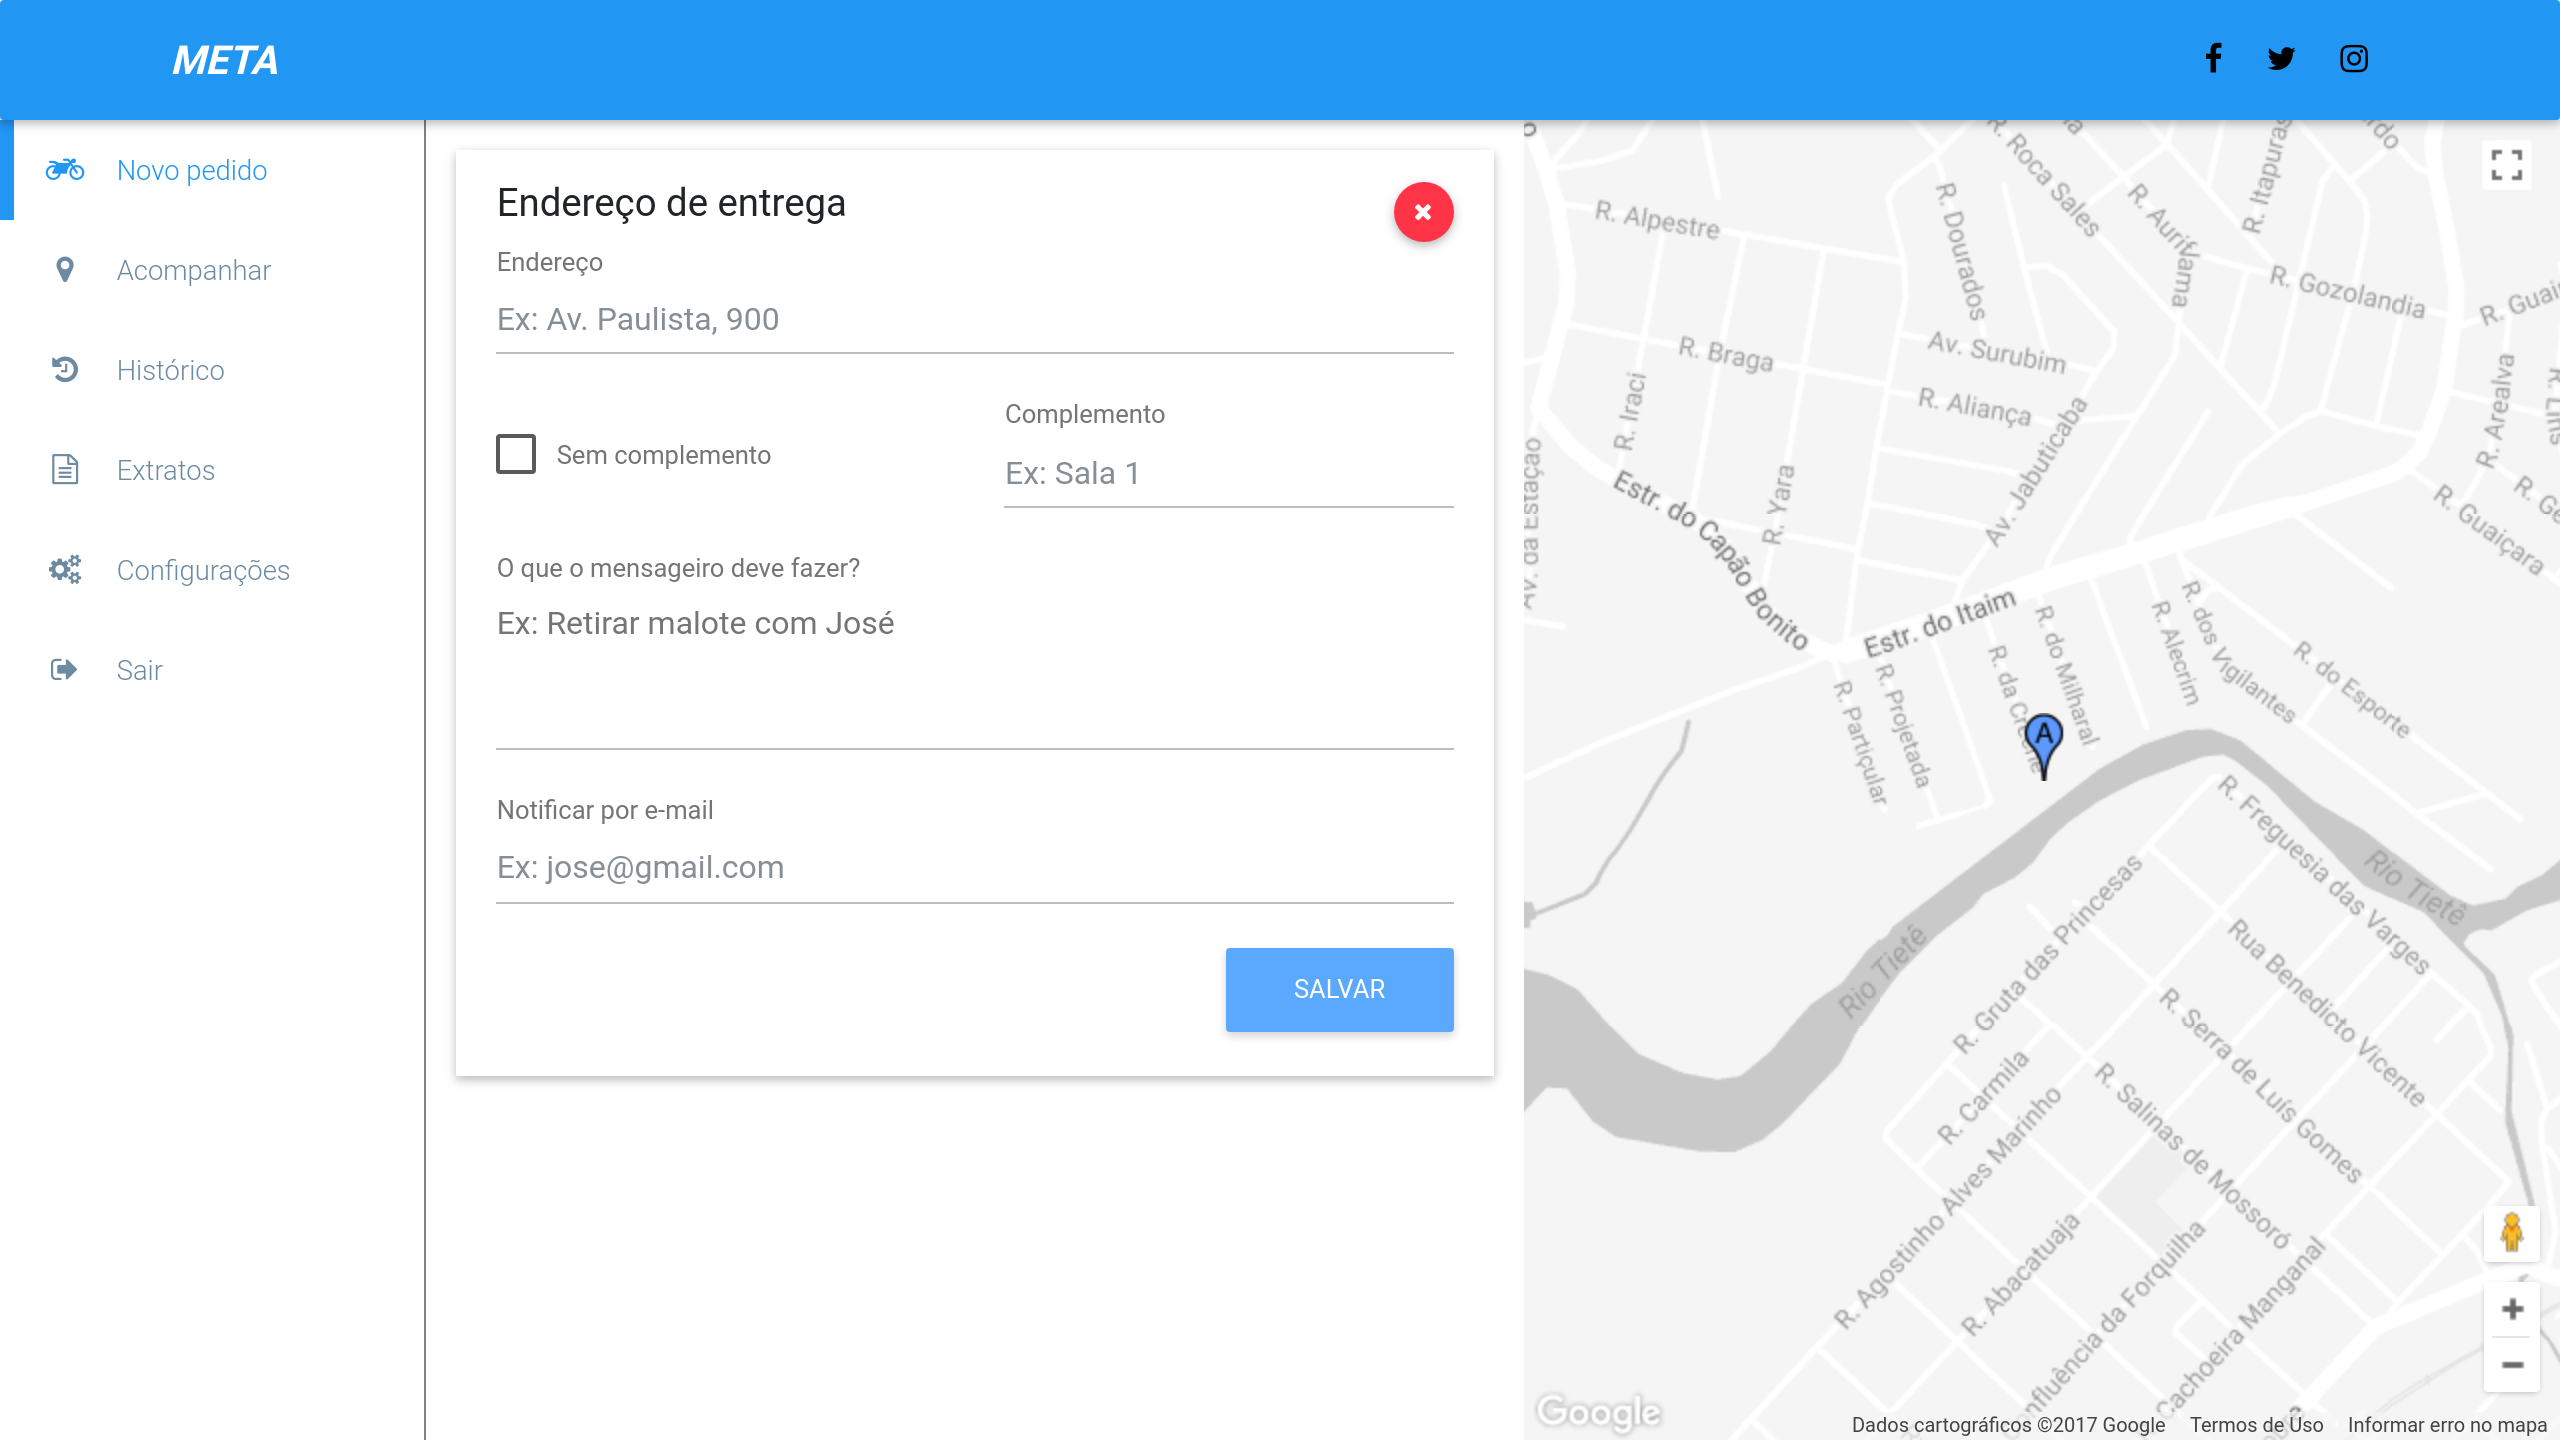 META
Novo pedido
Acompanhar
Histórico
Extratos
Configurações
Sair
Endereço de entrega
Endereço
Ex: Av. Paulista, 900
Sem complemento
Complemento
Ex: Sala 1
O que o mensageiro deve fazer?
Ex: Retirar malote com José
Notificar por e-mail
Ex: jose@gmail.com
SALVAR
R. Roca Sales
R. Itapuras
R. Alpestre
R. Dourados
R. Auriflama
R. Gozolandia
R. Braga
Av. Surubim
R. Aliança
R. Iraci
R. Yara
Av. Jabuticaba
R. Arealva
R. Guaiçara
Av. da Estação
Estr. do Capão Bonito
Estr. do Itaim
R. do Milharal
R. Alecrim
R. dos Vigilantes
R. do Esporte
R. Particular
R. Projetada
R. da Creche
A
R. Freguesia das Varges
Rio Tietê
Rio Tietê
R. Gruta das Princesas
Rua Benedicto Vicente
R. Serra de Luís Gomes
R. Carmila
R. Salinas de Mossoró
R. Agostinho Alves Marinho
R. Abacatuaja
nfluência da Forquilha
Cachoeira Manganal
Google
Dados cartográficos ©2017 Google Termos de Uso Informar erro no mapa